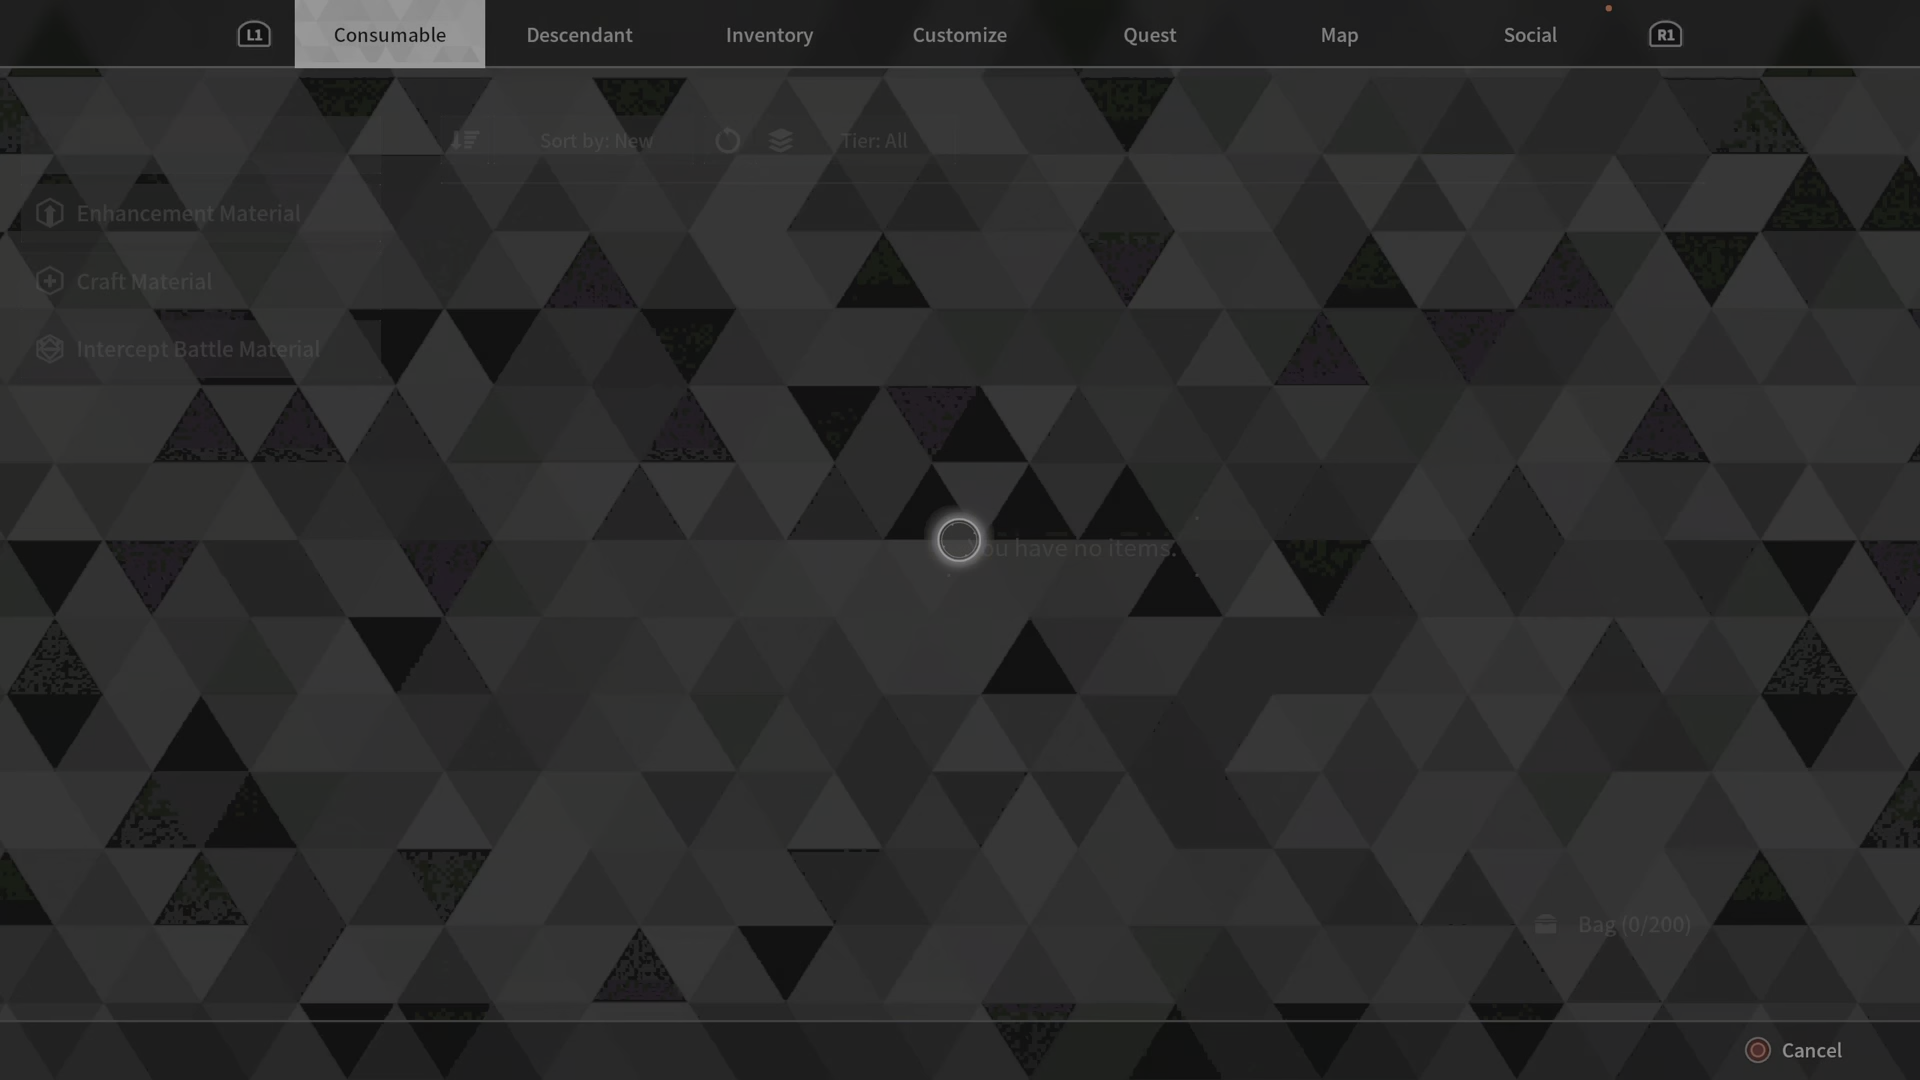 L1 Consumable Descendant Inventory Customize Quest Map Social R1
Sort by: New Tier: All
Enhancement Material
Craft Material
Intercept Battle Material
You have no items.
Bag (0/200)
Cancel